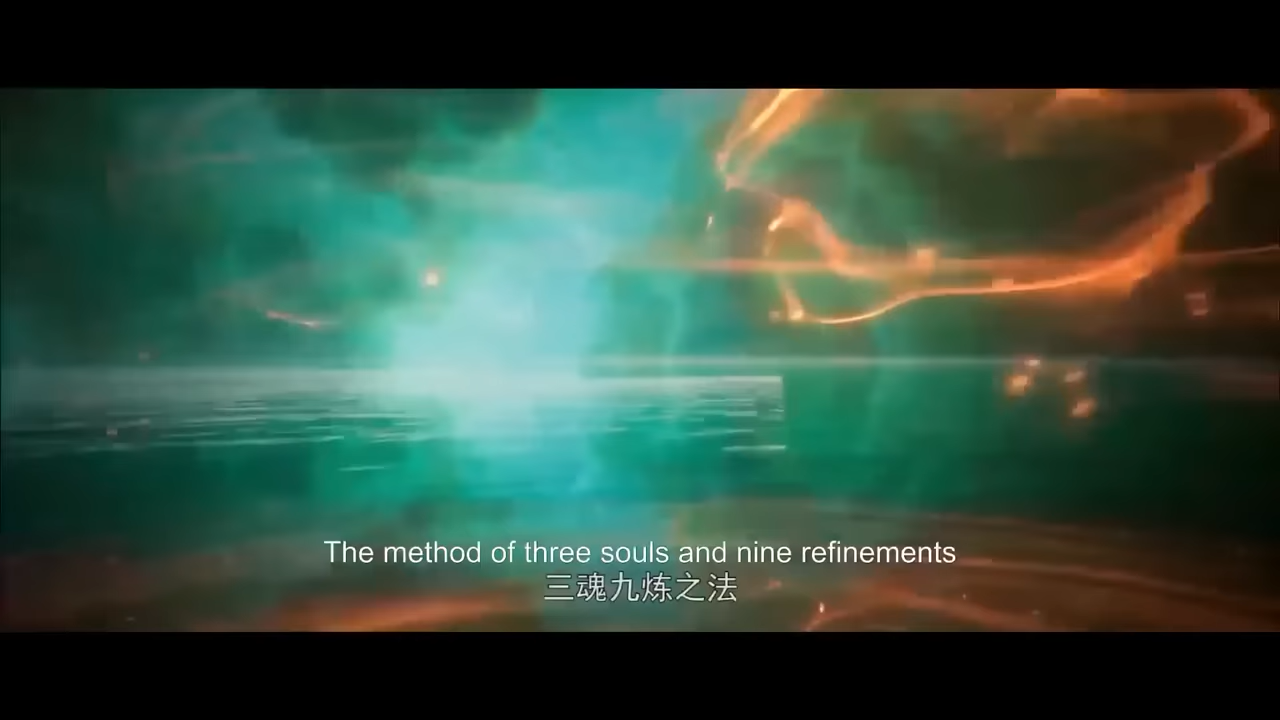 The method of three souls and nine refinements
三魂九炼之法